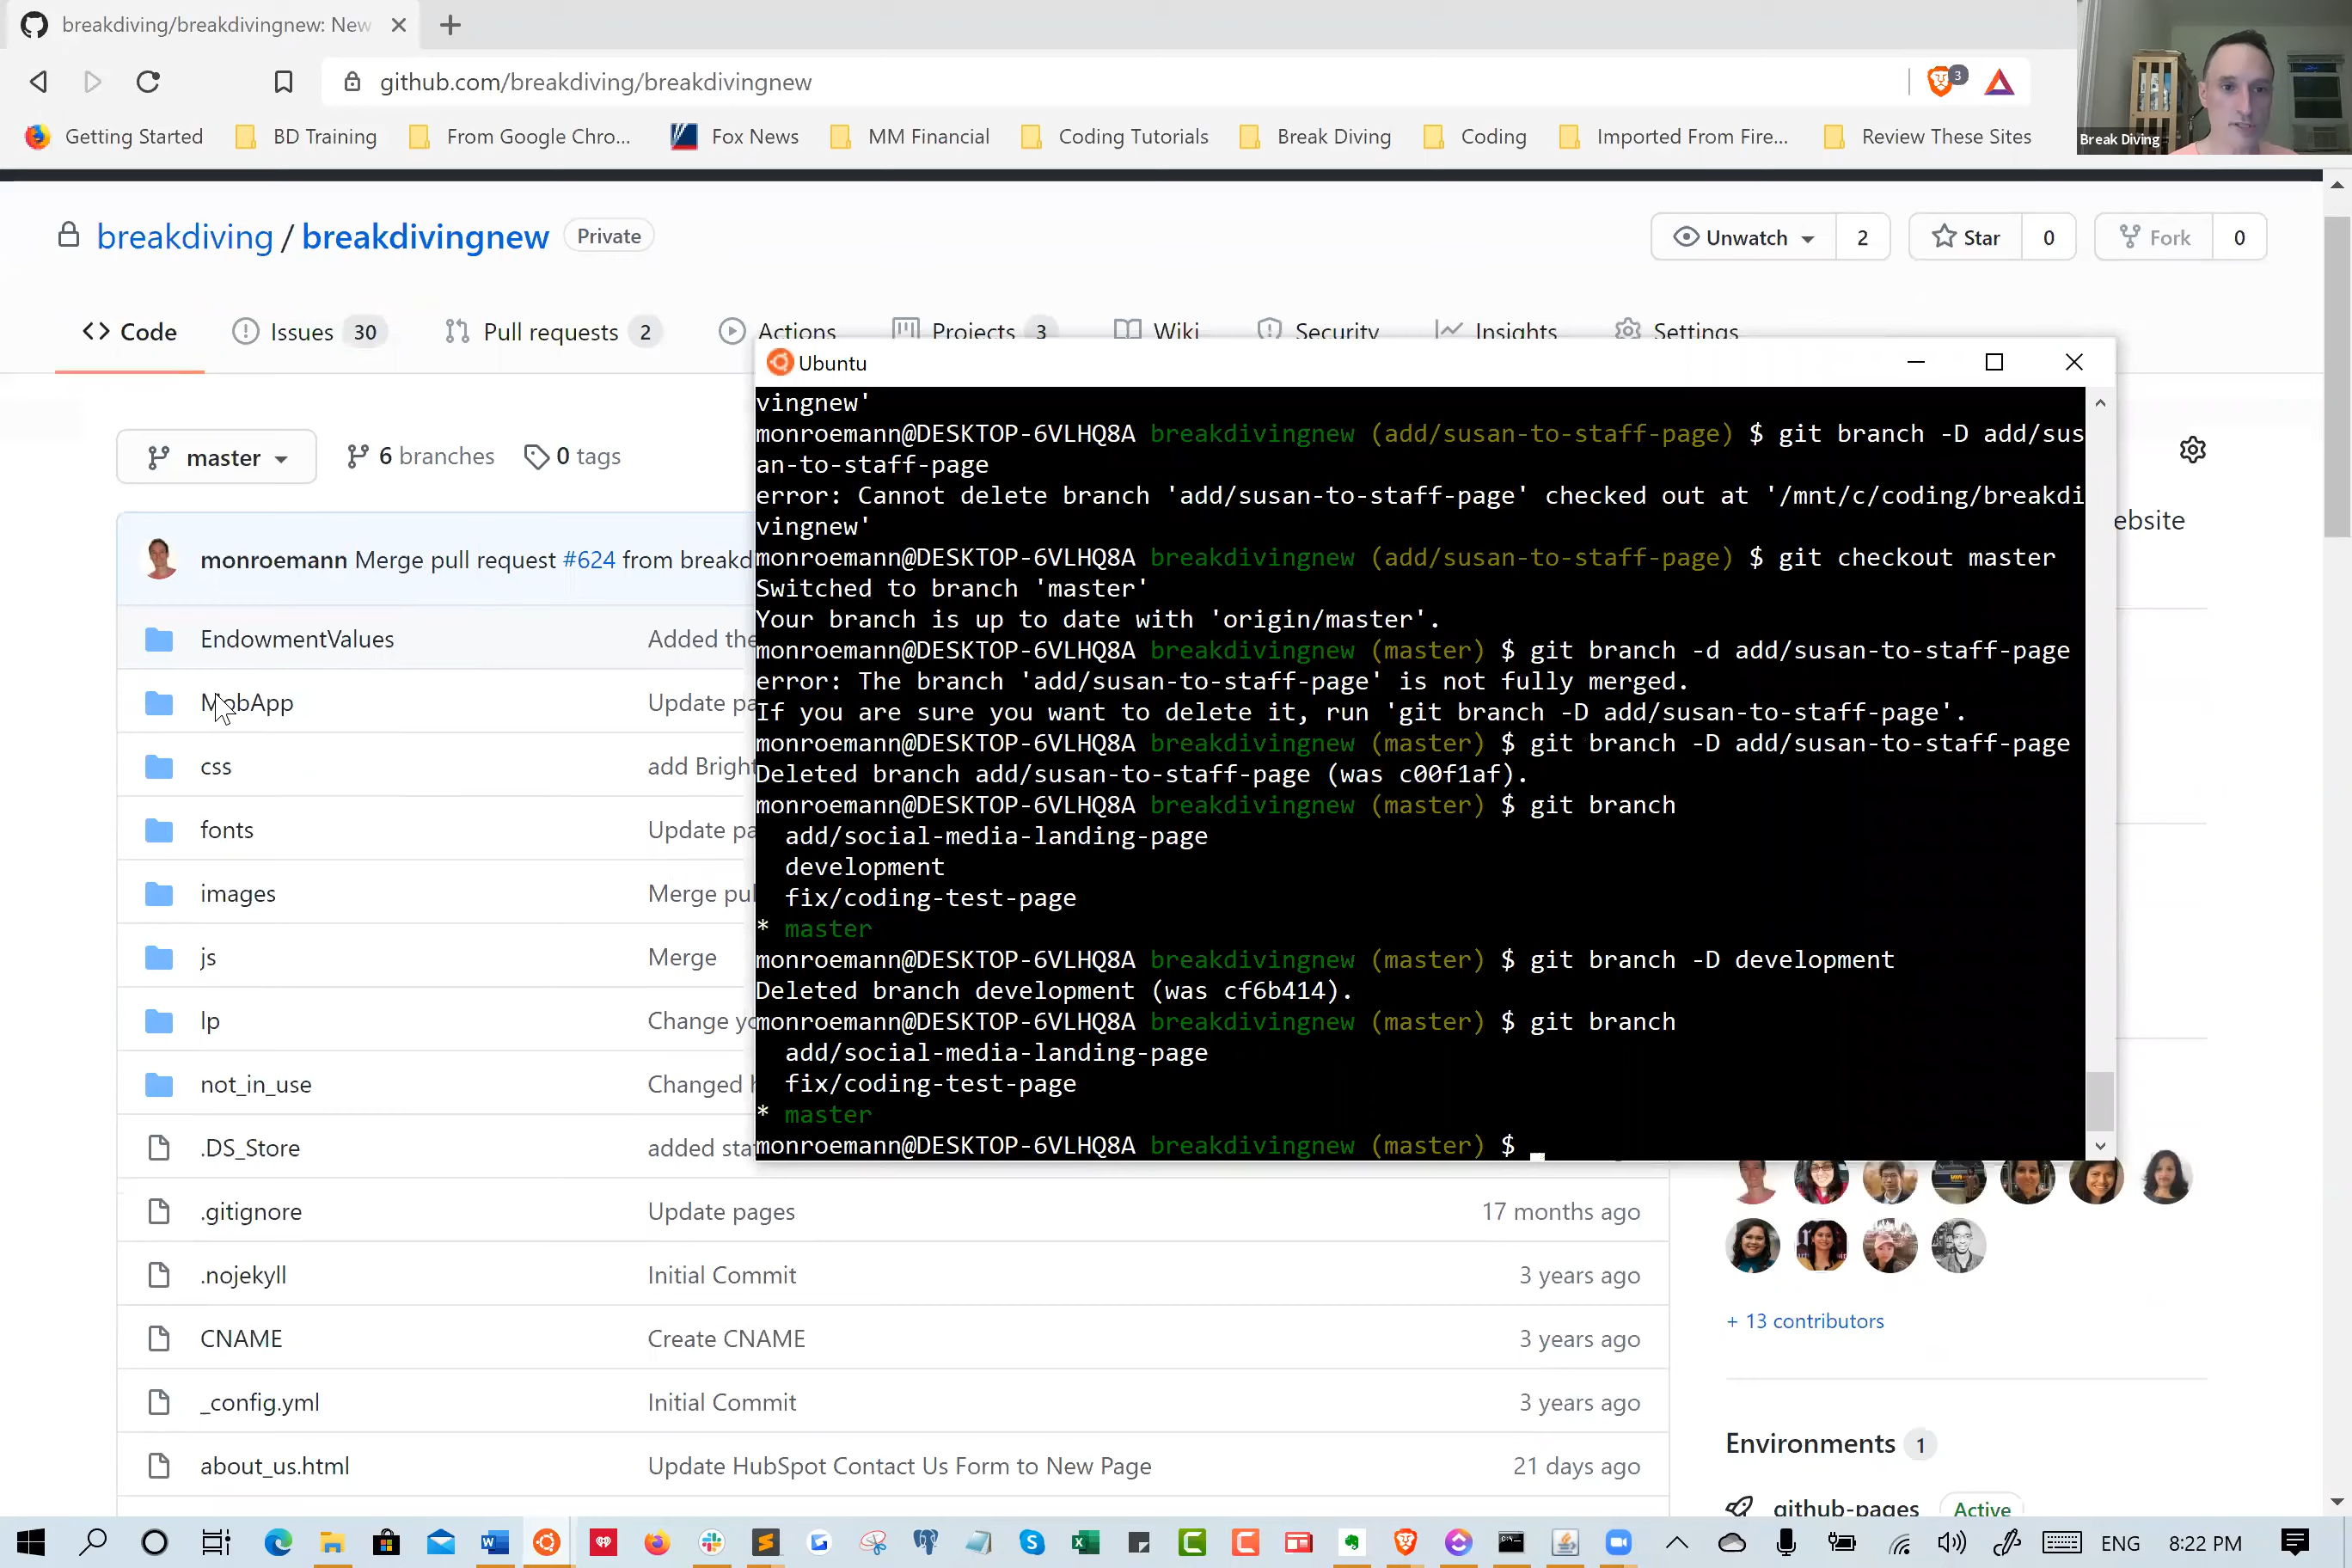 breakdiving/breakdivingnew: New
github.com/breakdiving/breakdivingnew
3
Getting Started
BD Training
From Google Chro...
Fox News
MM Financial
Coding Tutorials
Break Diving
Coding
Imported From Fire...
Review These Sites
Break Diving
breakdiving / breakdivingnew
Private
Unwatch
2
Star
0
Fork
0
Code
Issues 30
Pull requests 2
Actions
Projects 3
Wiki
Security
Insights
Settings
master
6 branches
0 tags
monroemann Merge pull request #624 from breakd
EndowmentValues
Added the
MobApp
Update pa
css
add Bright
fonts
Update pa
images
Merge pul
js
Merge
lp
Change yo
not_in_use
Changed h
.DS_Store
added sta
.gitignore
Update pages
17 months ago
.nojekyll
Initial Commit
3 years ago
CNAME
Create CNAME
3 years ago
_config.yml
Initial Commit
3 years ago
about_us.html
Update HubSpot Contact Us Form to New Page
21 days ago
Ubuntu
vingnew'
monroemann@DESKTOP-6VLHQ8A breakdivingnew (add/susan-to-staff-page) $ git branch -D add/sus
an-to-staff-page
error: Cannot delete branch 'add/susan-to-staff-page' checked out at '/mnt/c/coding/breakdi
vingnew'
monroemann@DESKTOP-6VLHQ8A breakdivingnew (add/susan-to-staff-page) $ git checkout master
Switched to branch 'master'
Your branch is up to date with 'origin/master'.
monroemann@DESKTOP-6VLHQ8A breakdivingnew (master) $ git branch -d add/susan-to-staff-page
error: The branch 'add/susan-to-staff-page' is not fully merged.
If you are sure you want to delete it, run 'git branch -D add/susan-to-staff-page'.
monroemann@DESKTOP-6VLHQ8A breakdivingnew (master) $ git branch -D add/susan-to-staff-page
Deleted branch add/susan-to-staff-page (was c00f1af).
monroemann@DESKTOP-6VLHQ8A breakdivingnew (master) $ git branch
add/social-media-landing-page
development
fix/coding-test-page
* master
monroemann@DESKTOP-6VLHQ8A breakdivingnew (master) $ git branch -D development
Deleted branch development (was cf6b414).
monroemann@DESKTOP-6VLHQ8A breakdivingnew (master) $ git branch
add/social-media-landing-page
fix/coding-test-page
* master
monroemann@DESKTOP-6VLHQ8A breakdivingnew (master) $
ebsite
+ 13 contributors
Environments 1
github-pages
Active
ENG
8:22 PM